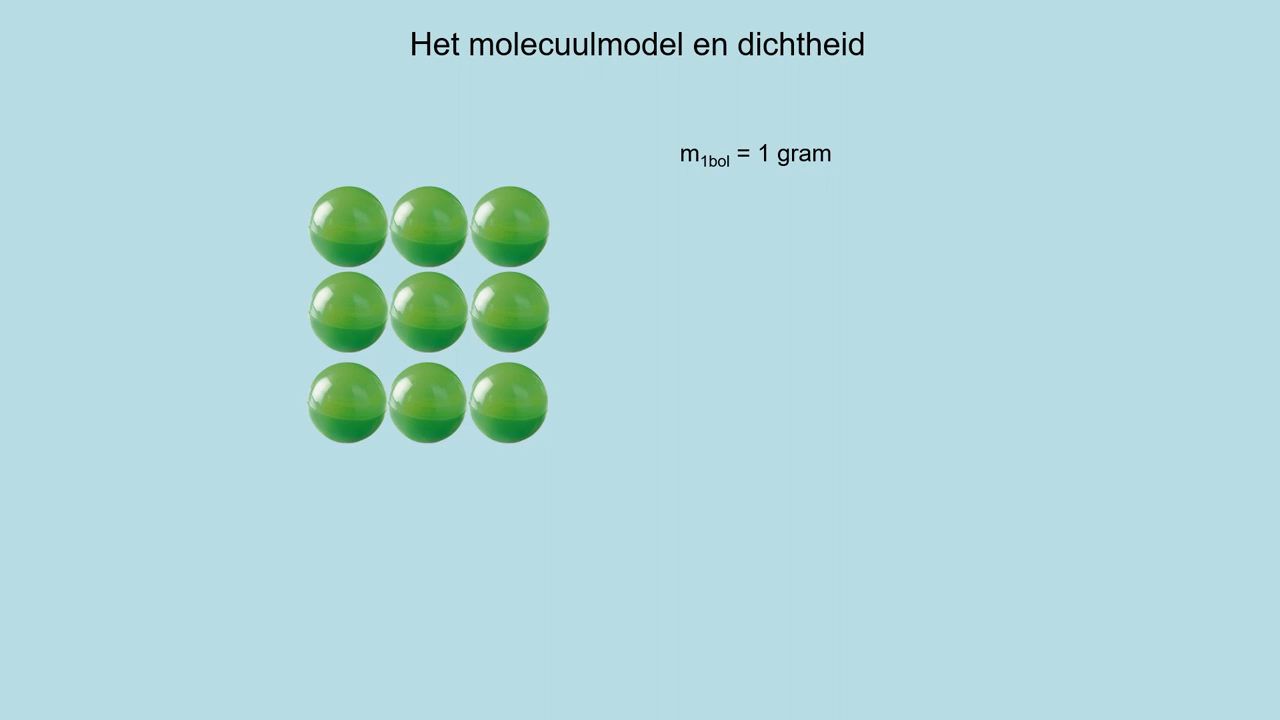 Het molecuulmodel en dichtheid
m1bol = 1 gram